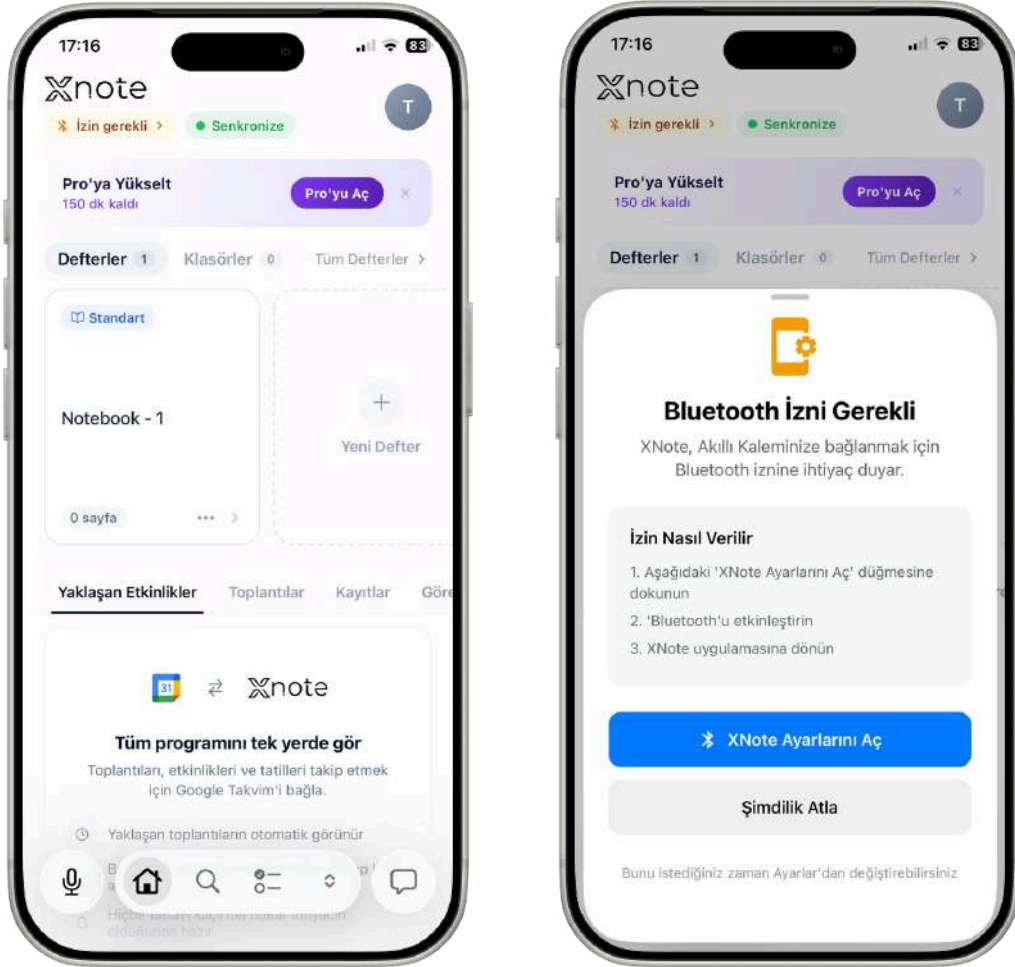 17:16
83
Xnote
T
İzin gerekli >
Senkronize
Pro'ya Yükselt
150 dk kaldı
Pro'yu Aç
×
Defterler 1
Klasörler 0
Tüm Defterler >
Standart
Notebook - 1
0 sayfa
... >
+
Yeni Defter
Yaklaşan Etkinlikler
Toplantılar
Kayıtlar
Göre
31
Xnote
Tüm programını tek yerde gör
Toplantıları, etkinlikleri ve tatilleri takip etmek
için Google Takvim'i bağla.
Yaklaşan toplantıların otomatik görünür
17:16
83
Xnote
T
İzin gerekli >
Senkronize
Pro'ya Yükselt
150 dk kaldı
Pro'yu Aç
×
Defterler 1
Klasörler 0
Tüm Defterler >
Bluetooth İzni Gerekli
XNote, Akıllı Kaleminize bağlanmak için
Bluetooth iznine ihtiyaç duyar.
İzin Nasıl Verilir
1. Aşağıdaki 'XNote Ayarlarını Aç' düğmesine
dokunun
2. 'Bluetooth'u etkinleştirin
3. XNote uygulamasına dönün
XNote Ayarlarını Aç
Şimdilik Atla
Bunu istediğiniz zaman Ayarlar'dan değiştirebilirsiniz